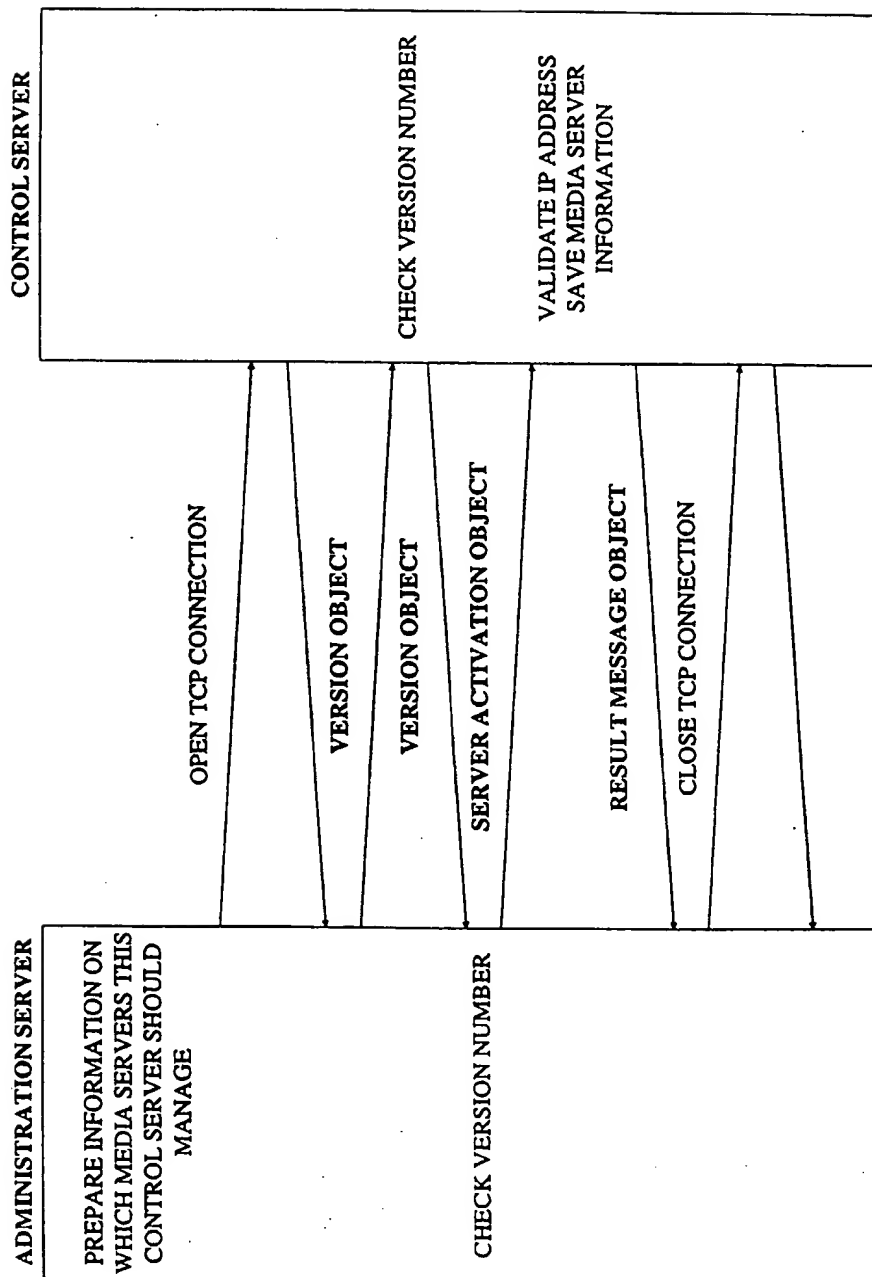 ADMINISTRATION SERVER
PREPARE INFORMATION ON
WHICH MEDIA SERVERS THIS
CONTROL SERVER SHOULD
MANAGE
CHECK VERSION NUMBER
OPEN TCP CONNECTION
VERSION OBJECT
VERSION OBJECT
SERVER ACTIVATION OBJECT
RESULT MESSAGE OBJECT
CLOSE TCP CONNECTION
CONTROL SERVER
CHECK VERSION NUMBER
VALIDATE IP ADDRESS
SAVE MEDIA SERVER
INFORMATION